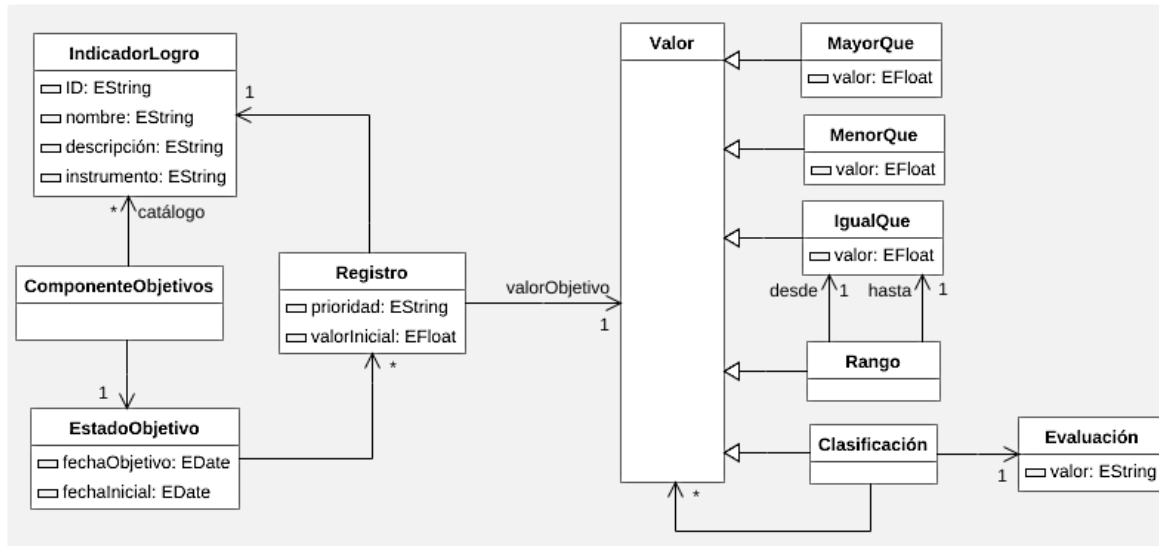 IndicadorLogro
ID: EString
nombre: EString
descripción: EString
instrumento: EString
1
* catálogo
ComponenteObjetivos
1
EstadoObjetivo
fechaObjetivo: EDate
fechaInicial: EDate
Registro
prioridad: EString
valorInicial: EFloat
*
valorObjetivo
1
Valor
*
MayorQue
valor: EFloat
MenorQue
valor: EFloat
IgualQue
valor: EFloat
desde 1 hasta 1
Rango
Clasificación
1
Evaluación
valor: EString